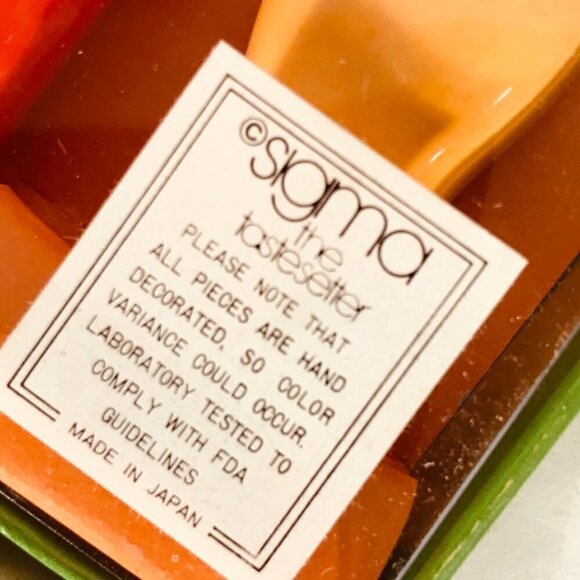 ©sigma
the
tastesetter
PLEASE NOTE THAT
ALL PIECES ARE HAND
DECORATED, SO COLOR
VARIANCE COULD OCCUR.
LABORATORY TESTED TO
COMPLY WITH FDA
GUIDELINES
MADE IN JAPAN